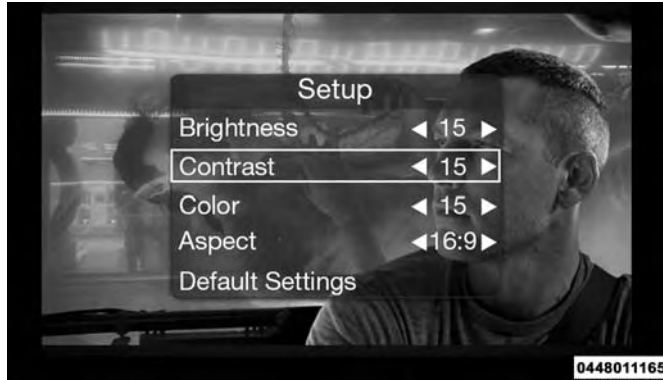 Setup
Brightness ◀ 15 ▶
Contrast ◀ 15 ▶
Color ◀ 15 ▶
Aspect ◀16:9▶
Default Settings
0448011165